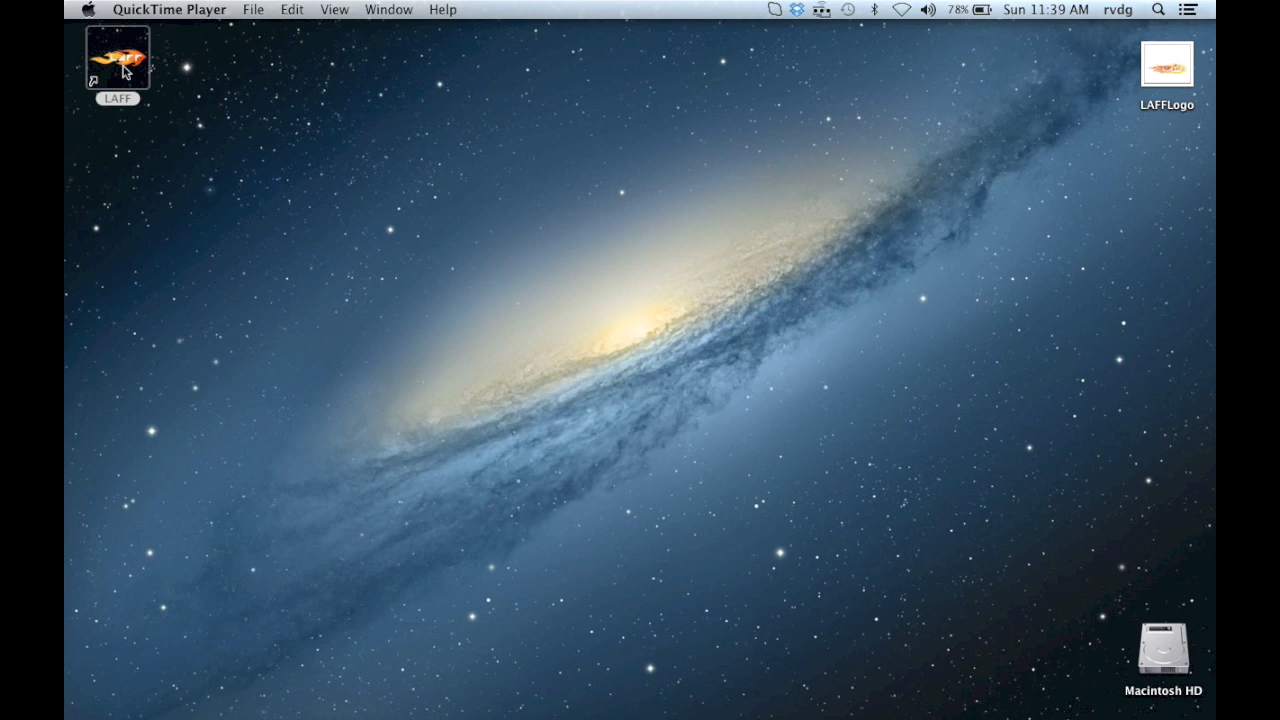 QuickTime Player File Edit View Window Help 78% Sun 11:39 AM rvdg
LAFF
LAFFLogo
Macintosh HD